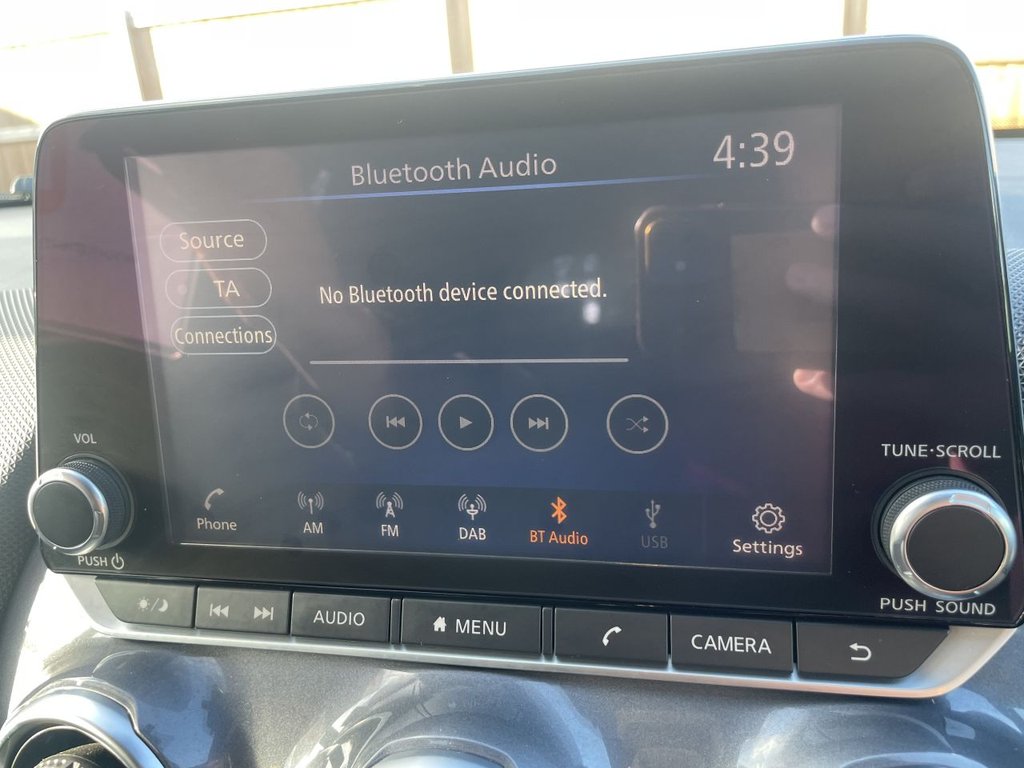 Bluetooth Audio
4:39
Source
TA
Connections
No Bluetooth device connected.
VOL
PUSH
TUNE·SCROLL
PUSH SOUND
Phone
AM
FM
DAB
BT Audio
USB
Settings
AUDIO
MENU
CAMERA